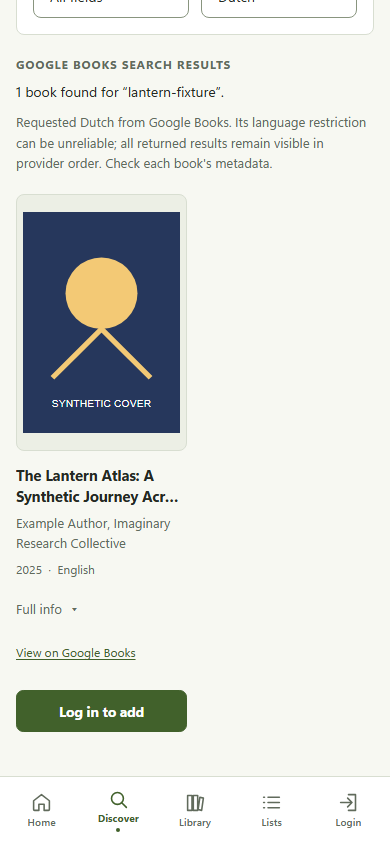 All fields
Dutch
GOOGLE BOOKS SEARCH RESULTS
1 book found for “lantern-fixture”.
Requested Dutch from Google Books. Its language restriction
can be unreliable; all returned results remain visible in
provider order. Check each book's metadata.
SYNTHETIC COVER
The Lantern Atlas: A
Synthetic Journey Acr...
Example Author, Imaginary
Research Collective
2025 · English
Full info
View on Google Books
Log in to add
Home
Discover
Library
Lists
Login